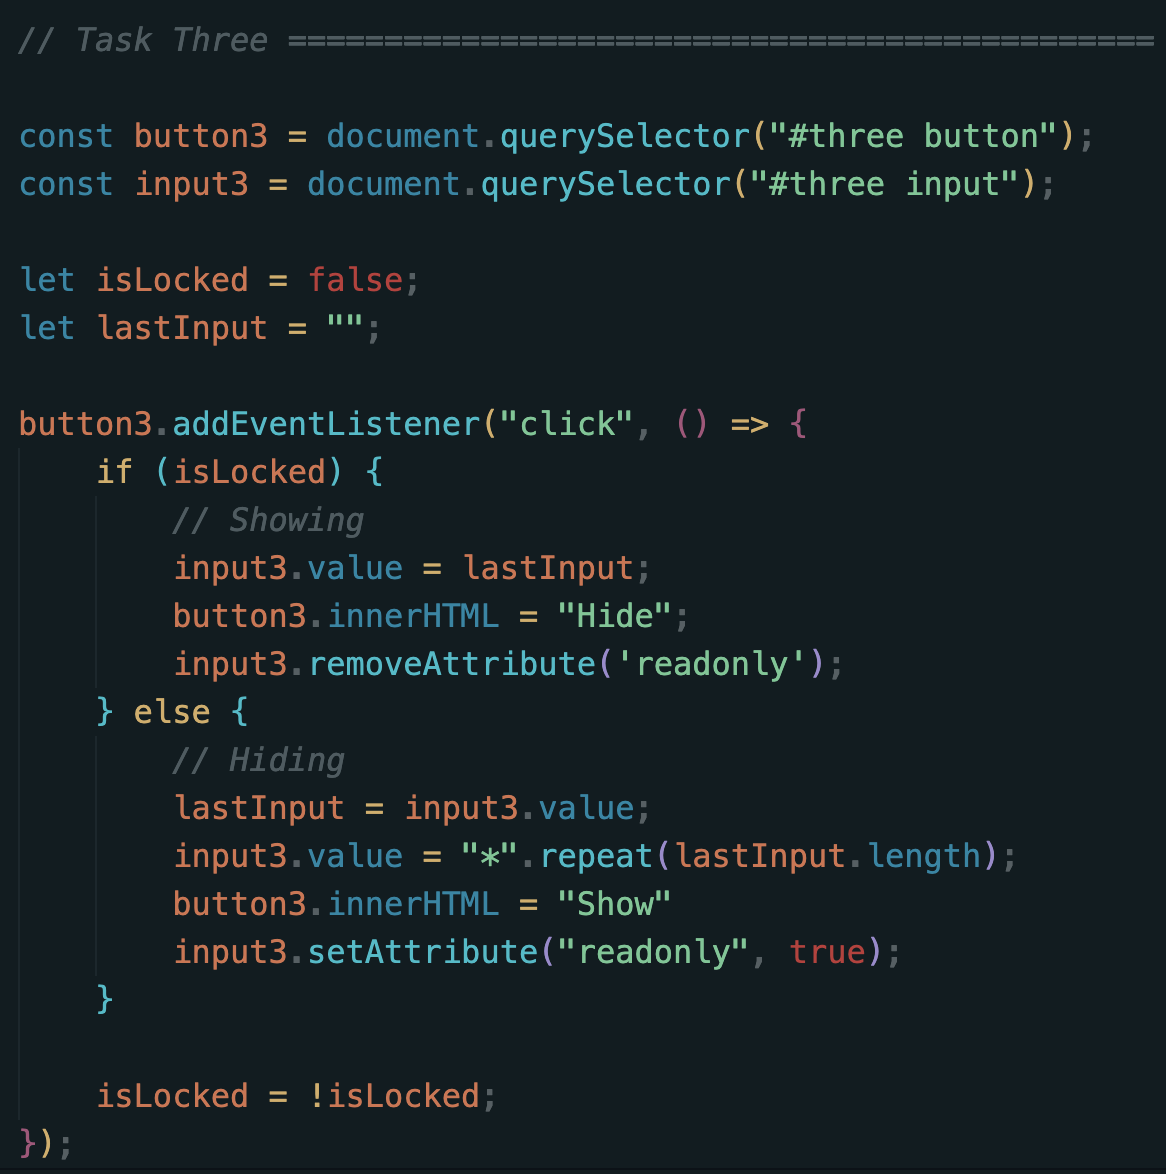 // Task Three =============================================
const button3 = document.querySelector("#three button");
const input3 = document.querySelector("#three input");
let isLocked = false;
let lastInput = "";
button3.addEventListener("click", () => {
if (isLocked) {
// Showing
input3.value = lastInput;
button3.innerHTML = "Hide";
input3.removeAttribute('readonly');
} else {
// Hiding
lastInput = input3.value;
input3.value = "*".repeat(lastInput.length);
button3.innerHTML = "Show"
input3.setAttribute("readonly", true);
}
isLocked = !isLocked;
});